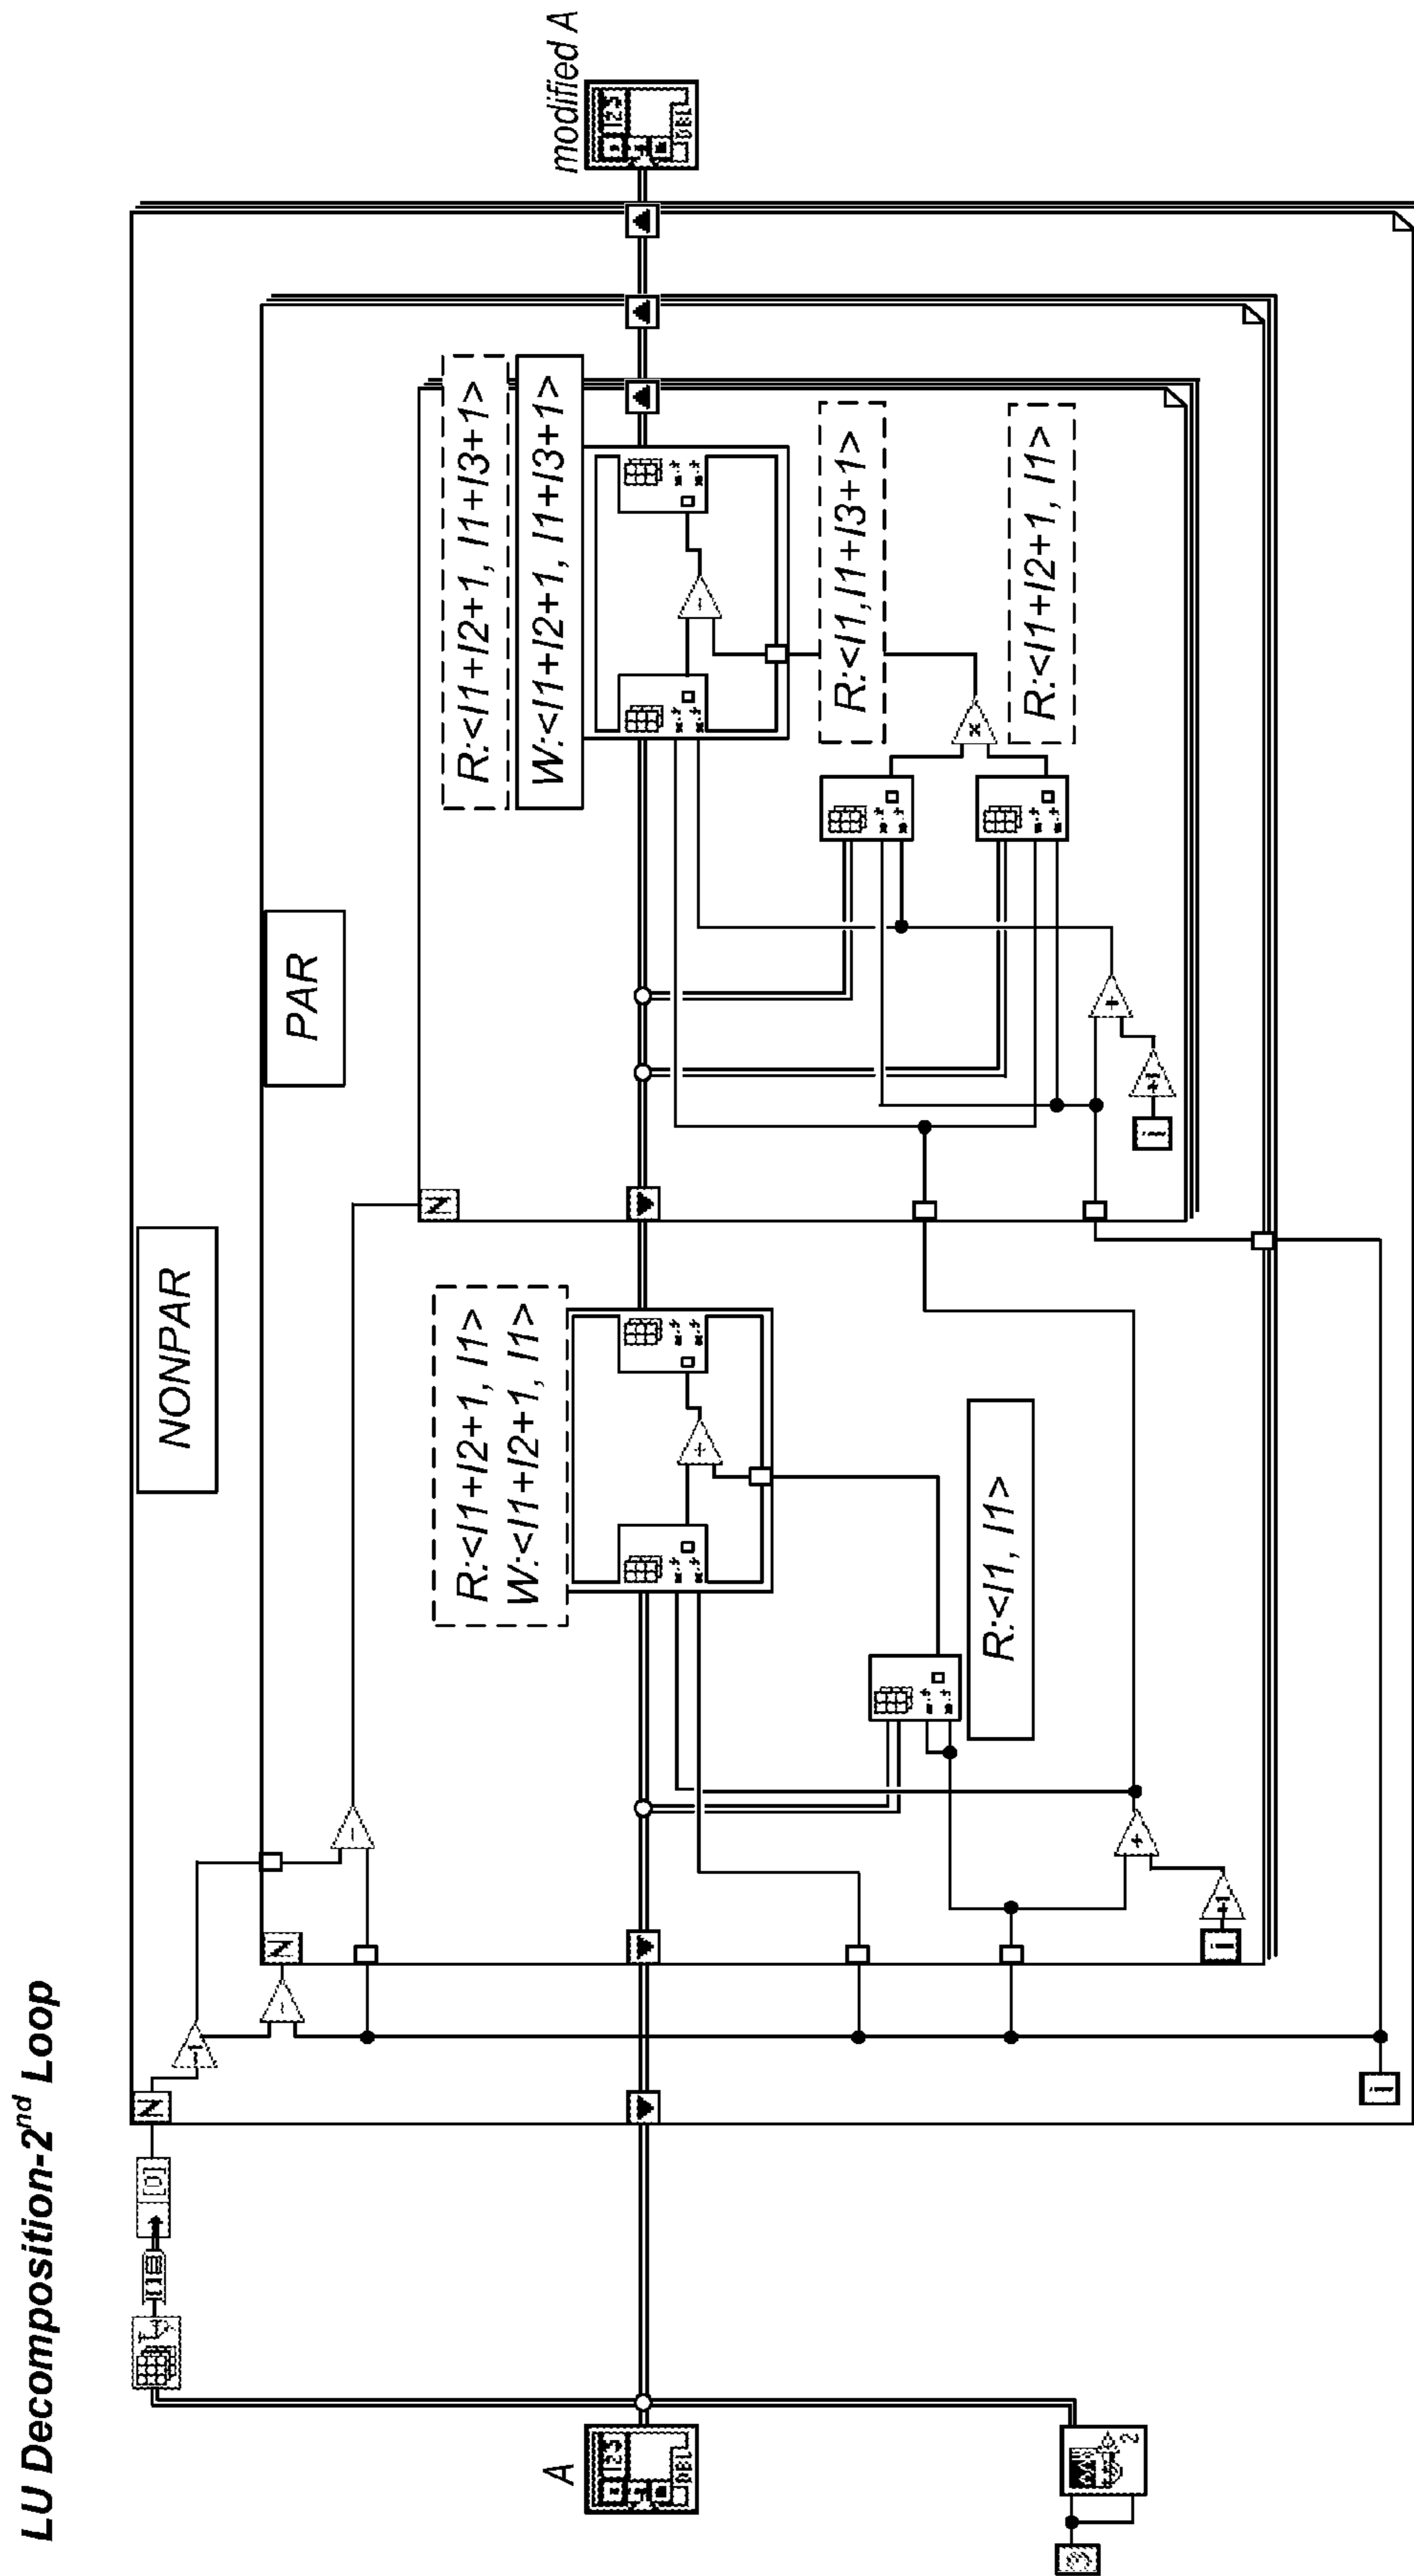 LU Decomposition-2nd Loop
NONPAR
PAR
N
N
N
R:<I1+I2+1, I1>
W:<I1+I2+1, I1>
R:<I1+I2+1, I1+I3+1>
W:<I1+I2+1, I1+I3+1>
A
modified A
R:<I1, I1>
R:<I1,I1+I3+1>
R:<I1+I2+1, I1>
i
i
i